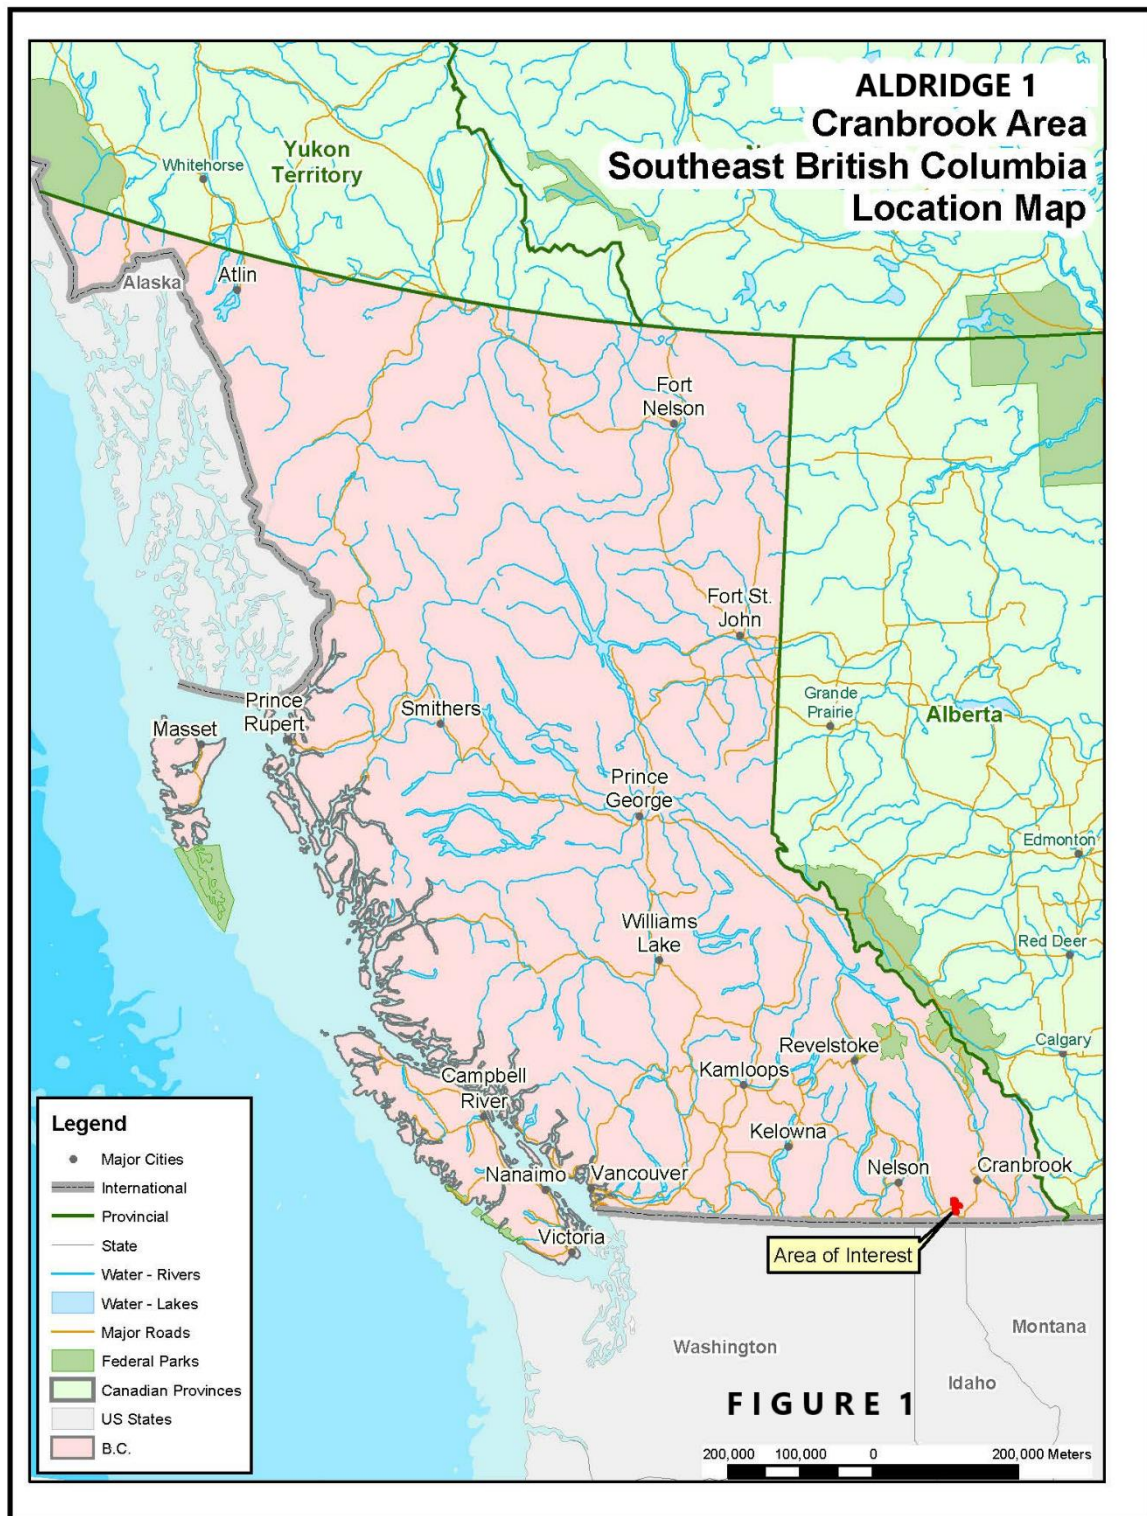 ALDRIDGE 1
Cranbrook Area
Southeast British Columbia
Location Map
Yukon
Territory
Whitehorse
Alaska
Atlin
Fort
Nelson
Fort St.
John
Grande
Prairie
Alberta
Prince
Rupert
Masset
Smithers
Prince
George
Edmonton
Williams
Lake
Red Deer
Calgary
Revelstoke
Kamloops
Campbell
River
Kelowna
Nelson
Cranbrook
Nanaimo
Vancouver
Victoria
Area of Interest
Washington
Montana
Idaho
FIGURE 1
Legend
Major Cities
International
Provincial
State
Water - Rivers
Water - Lakes
Major Roads
Federal Parks
Canadian Provinces
US States
B.C.
200,000 100,000 0 200,000 Meters